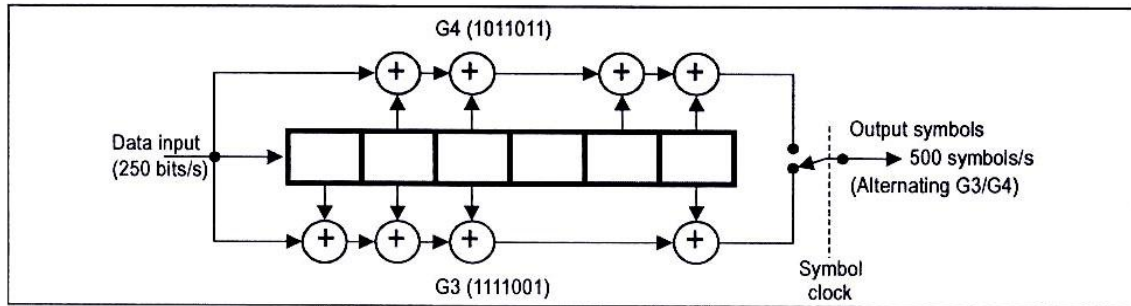 G4 (1011011)
+ + + +
Data input
(250 bits/s)
Output symbols
500 symbols/s
(Alternating G3/G4)
+ + + +
G3 (1111001)
Symbol
clock